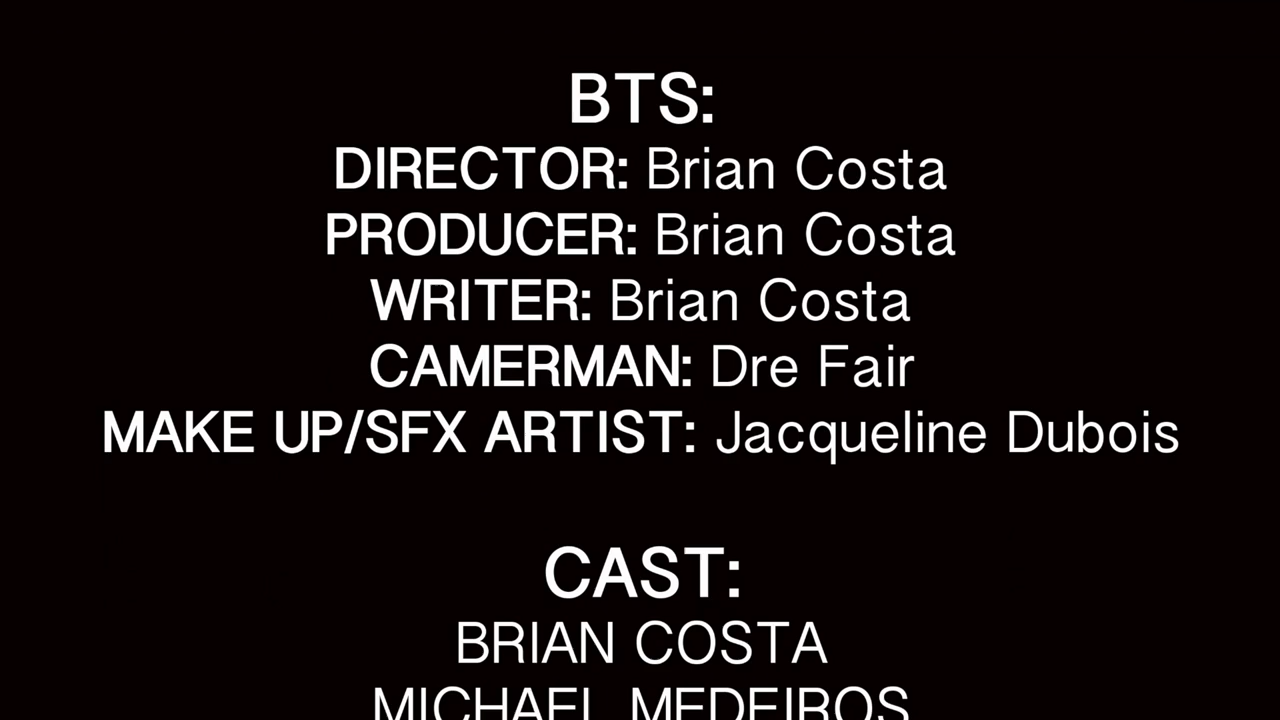 BTS:
DIRECTOR: Brian Costa
PRODUCER: Brian Costa
WRITER: Brian Costa
CAMERMAN: Dre Fair
MAKE UP/SFX ARTIST: Jacqueline Dubois
CAST:
BRIAN COSTA
MICHAEL MEDEIROS